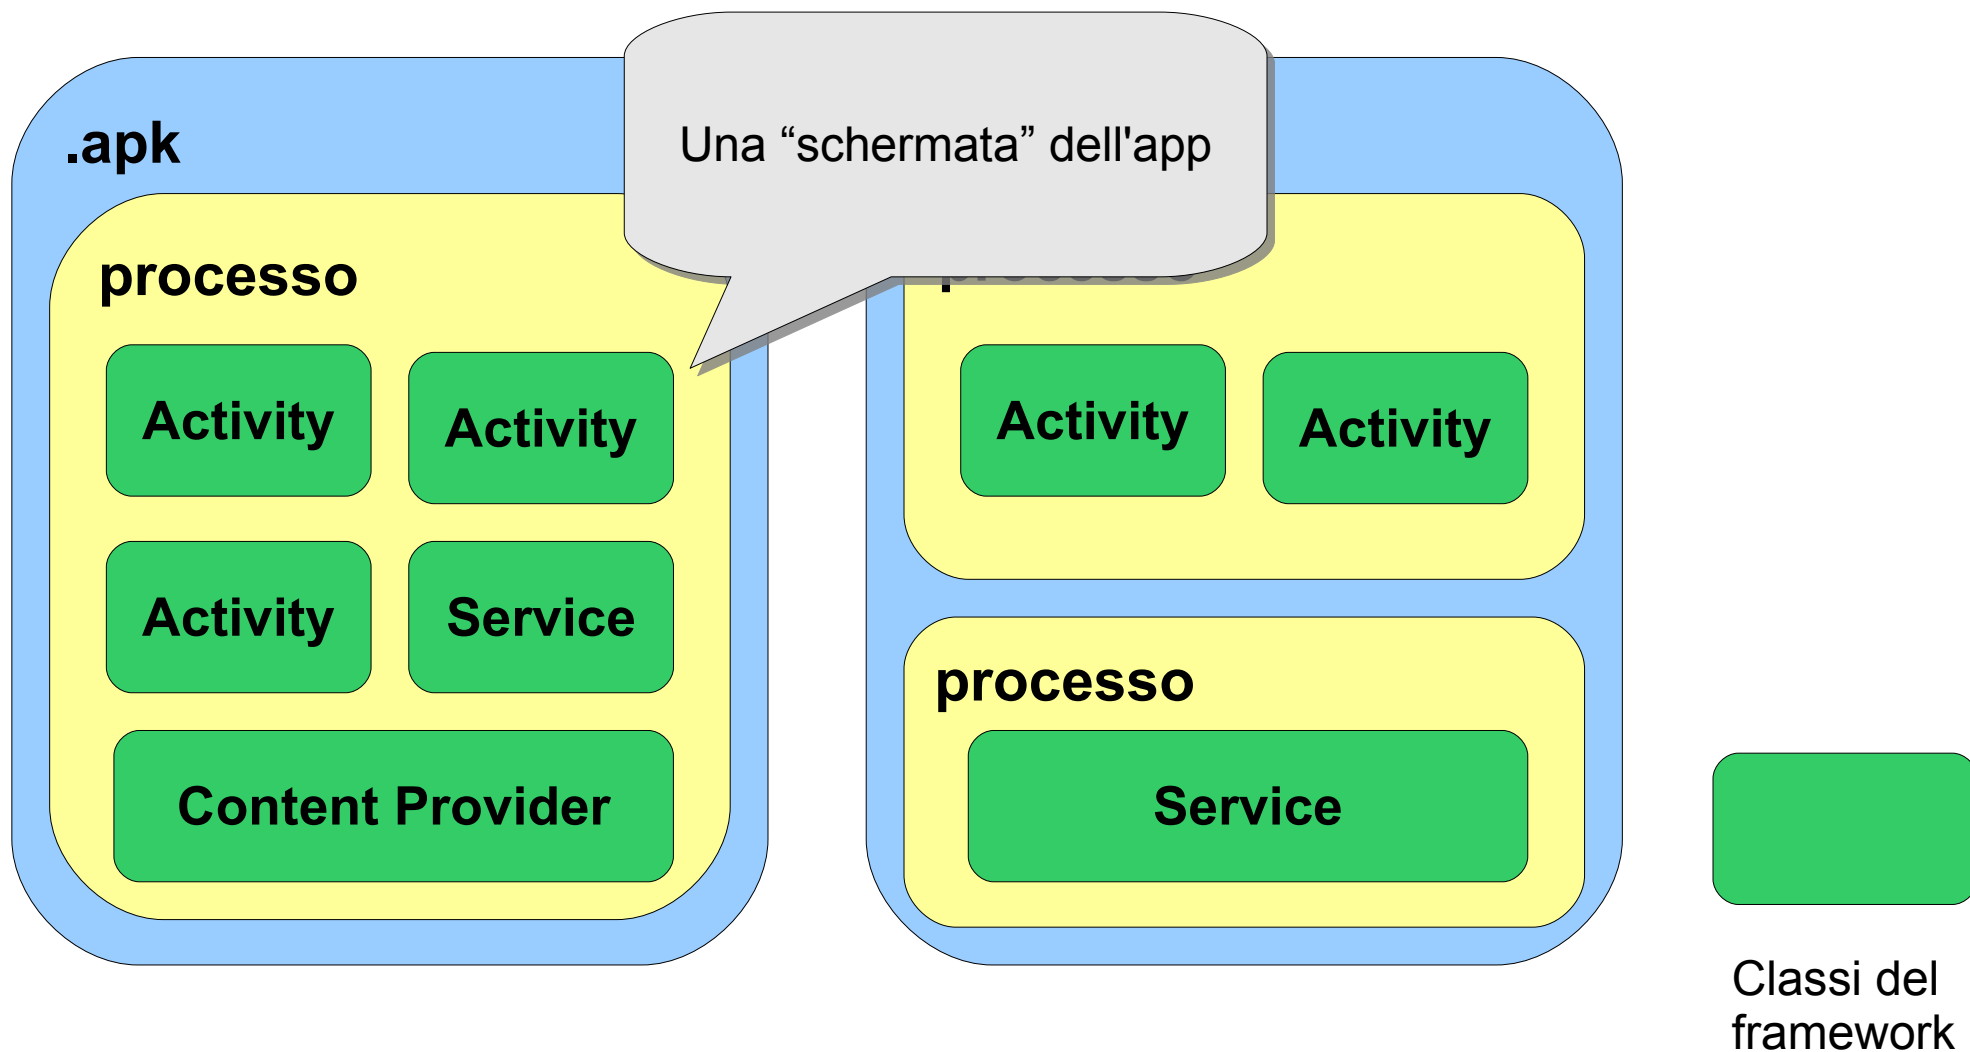 Una “schermata” dell'app
.apk
processo
Activity
Activity
Activity
Service
Content Provider
Activity
Activity
processo
Service
Classi del
framework